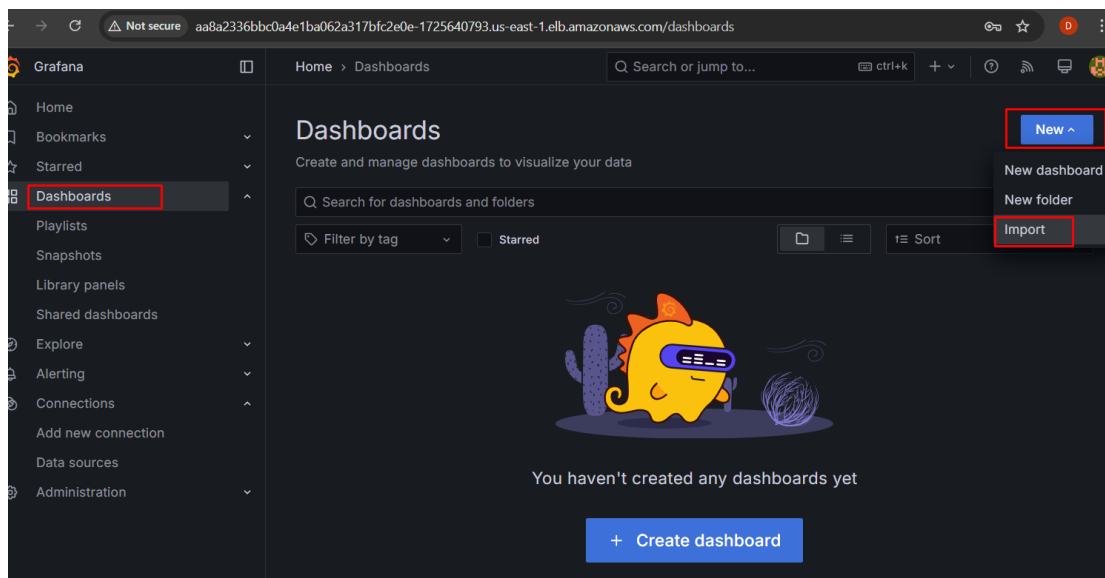 Not secure aa8a2336bbc0a4e1ba062a317bfc2e0e-1725640793.us-east-1.elb.amazonaws.com/dashboards D
Grafana
Home › Dashboards
Search or jump to... ctrl+k
Home
Bookmarks
Starred
Dashboards
Playlists
Snapshots
Library panels
Shared dashboards
Explore
Alerting
Connections
Add new connection
Data sources
Administration
Dashboards
New
Create and manage dashboards to visualize your data
New dashboard
New folder
Import
Search for dashboards and folders
Filter by tag
Starred
Sort
You haven't created any dashboards yet
+ Create dashboard